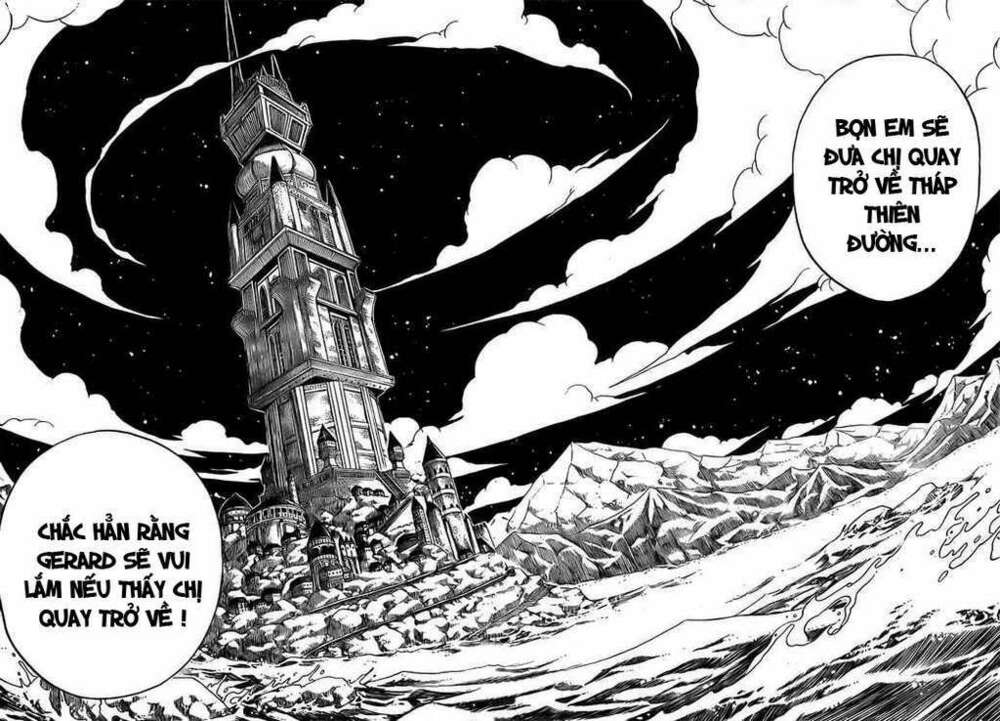 BỌN EM SẼ
ĐƯA CHỊ QUAY
TRỞ VỀ THÁP
THIÊN
ĐƯỜNG...
CHẮC HẲN RẰNG
GERARD SẼ VUI
LẮM NẾU THẤY CHỊ
QUAY TRỞ VỀ !